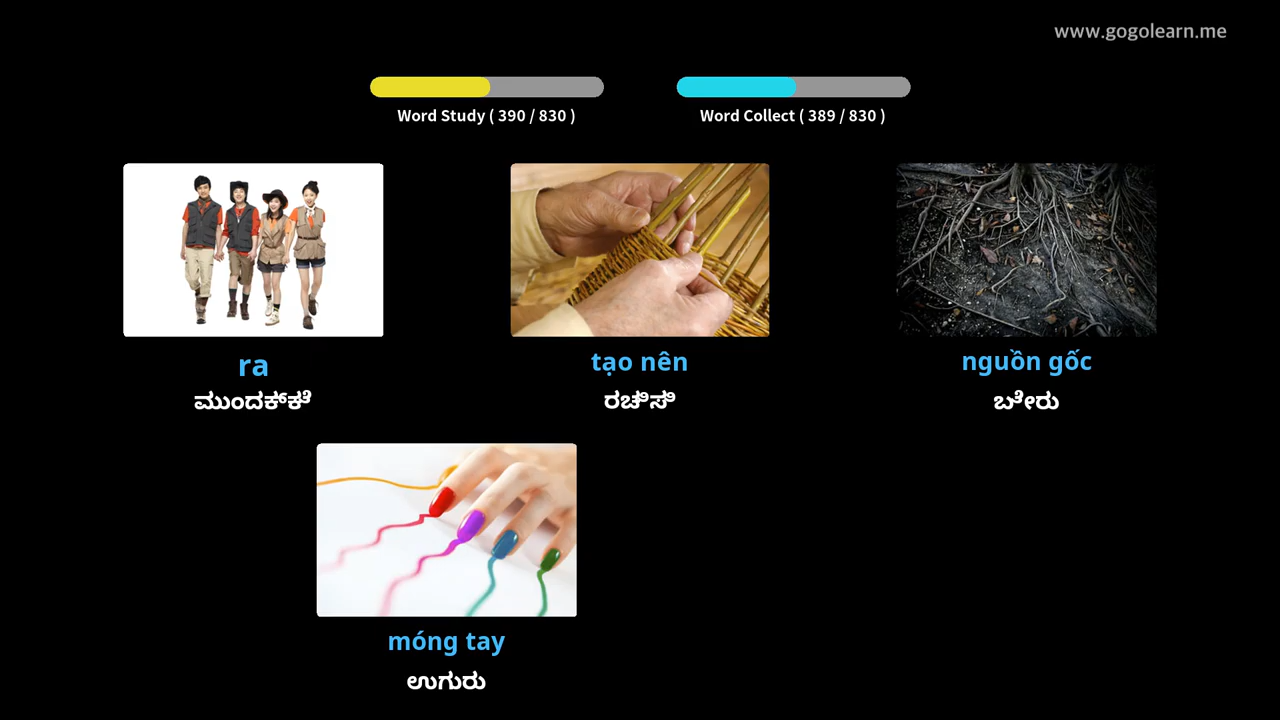 www.gogolearn.me
Word Study ( 390 / 830 )
Word Collect ( 389 / 830 )
ra
ಮುಂದಕ್ಕೆ
tạo nên
ರಚಿಸಿ
nguồn gốc
ಬೇರು
móng tay
ಉಗುರು